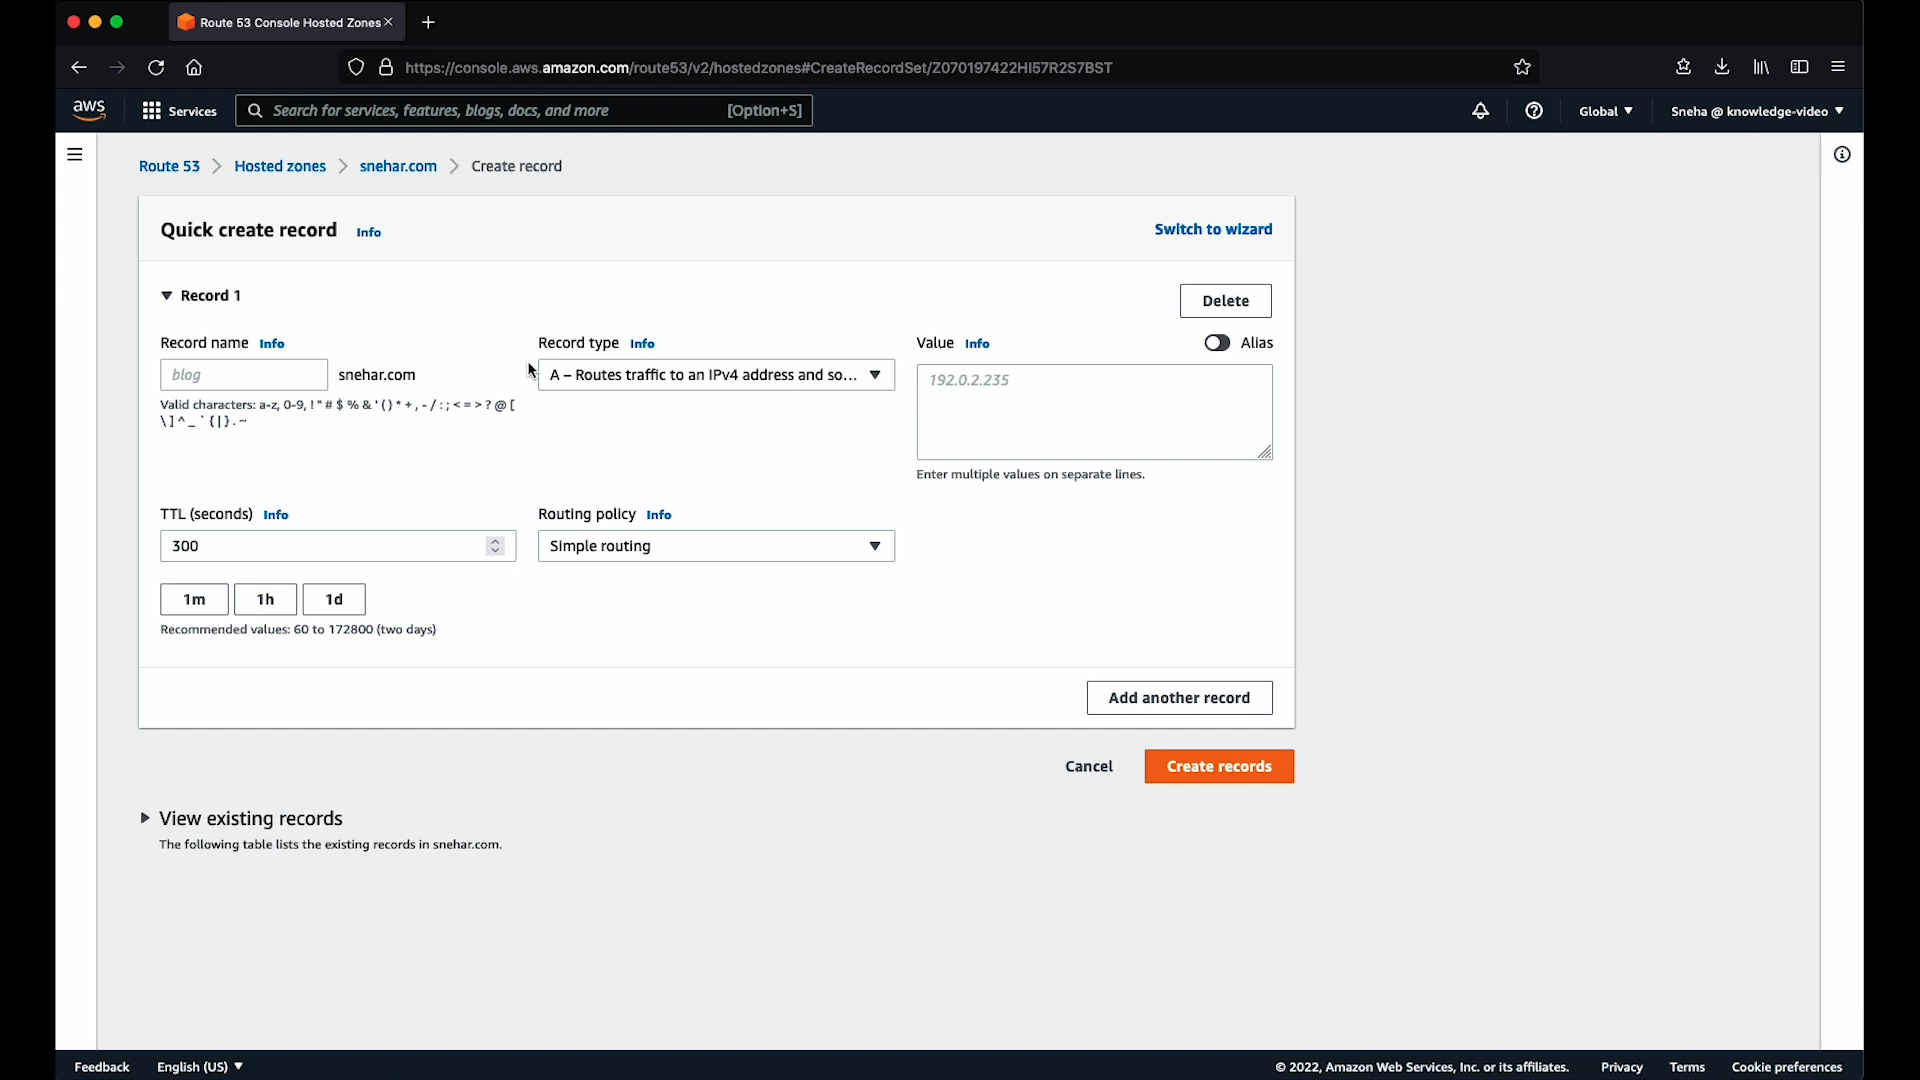 Route 53 Console Hosted Zones
https://console.aws.amazon.com/route53/v2/hostedzones#CreateRecordSet/Z070197422HI57R2S7BST
aws Services Search for services, features, blogs, docs, and more [Option+S] Global Sneha @ knowledge-video
Route 53 Hosted zones snehar.com Create record
Quick create record Info Switch to wizard
Record 1 Delete
Record name Info Record type Info Value Info Alias
blog snehar.com A – Routes traffic to an IPv4 address and so... 192.0.2.235
Valid characters: a-z, 0-9, ! " # $ % & ' ( ) * + , - / : ; < = > ? @ [
\ ] ^ _ ` { | } . ~
Enter multiple values on separate lines.
TTL (seconds) Info Routing policy Info
300 Simple routing
1m 1h 1d
Recommended values: 60 to 172800 (two days)
Add another record
Cancel Create records
View existing records
The following table lists the existing records in snehar.com.
Feedback English (US) © 2022, Amazon Web Services, Inc. or its affiliates. Privacy Terms Cookie preferences